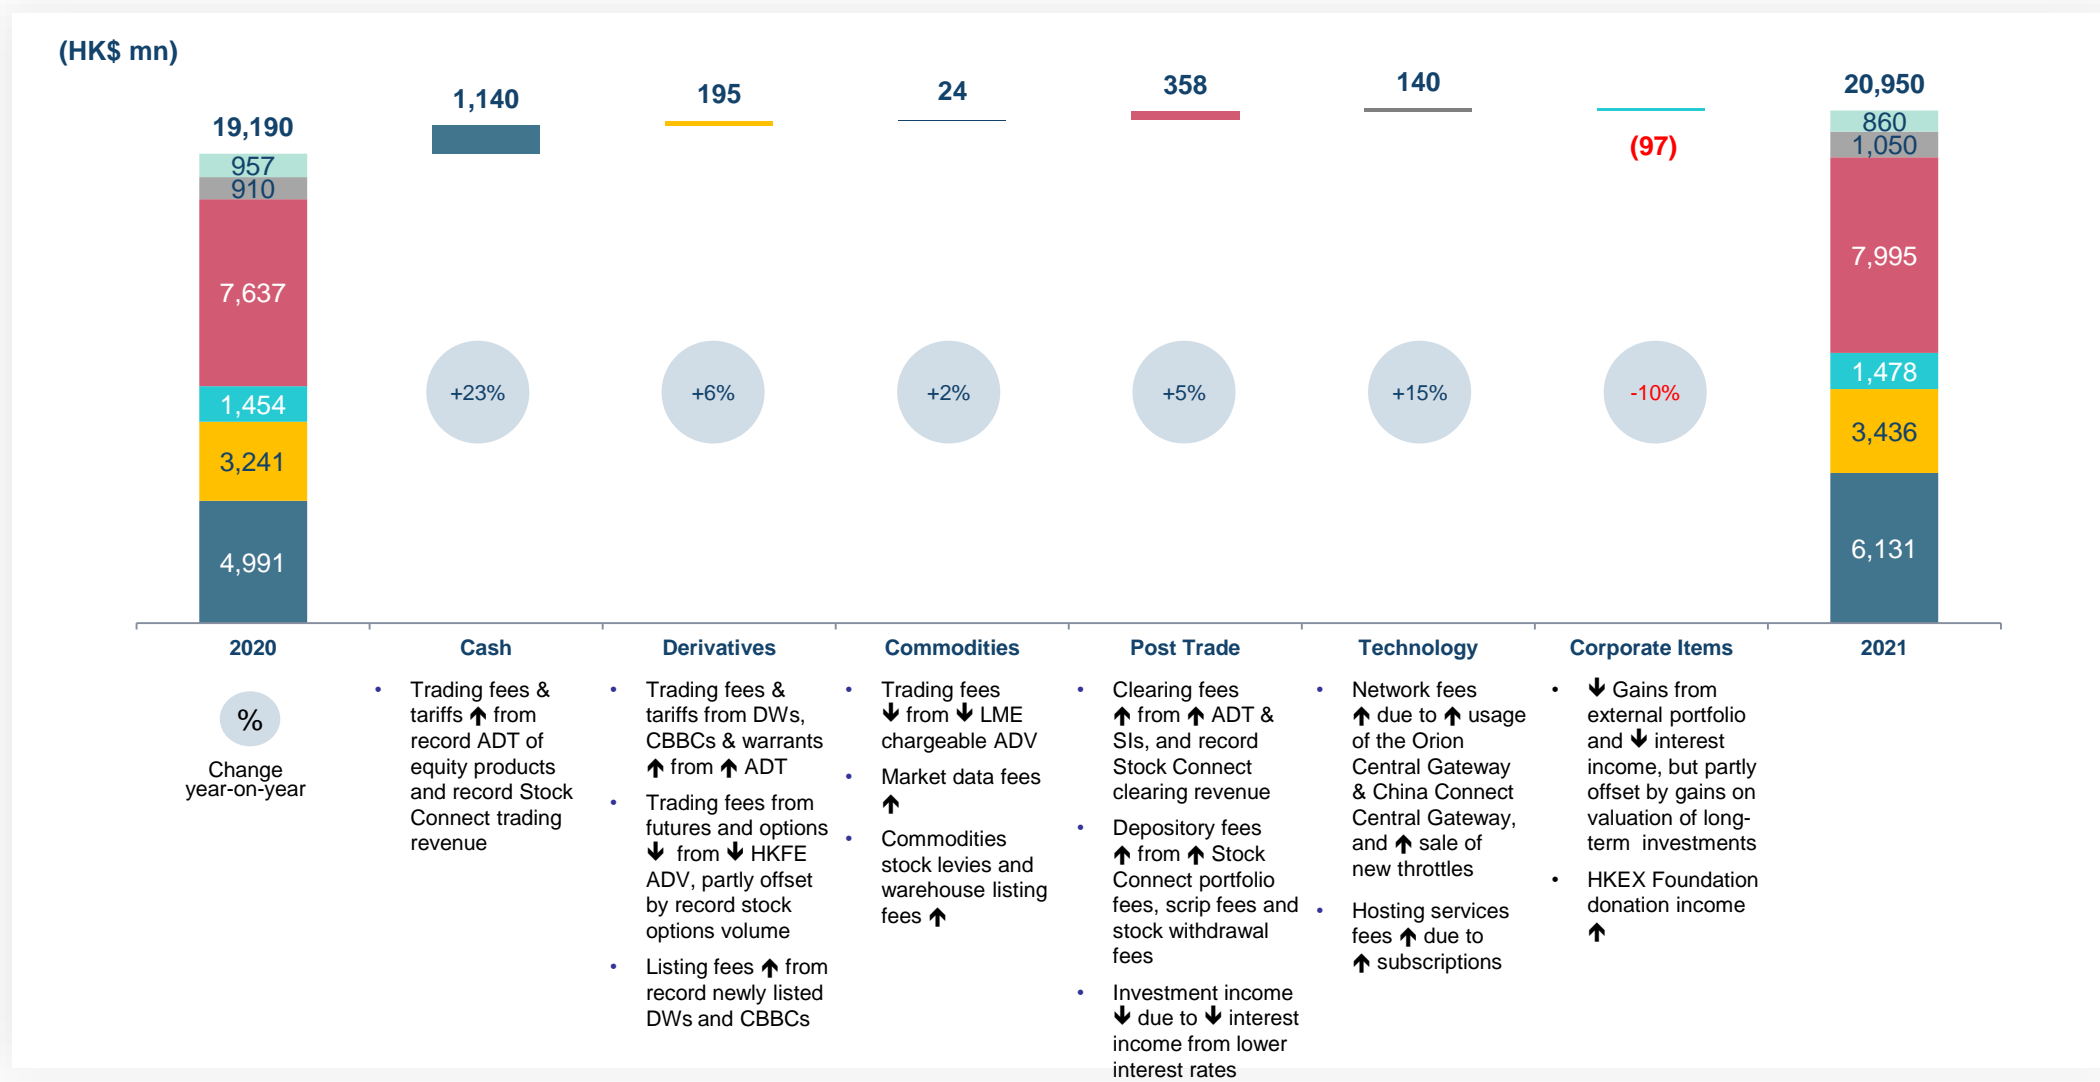 (HK$ mn)
19,190
957
910
7,637
1,454
3,241
4,991
1,140
195
24
358
140
(97)
20,950
860
1,050
7,995
1,478
3,436
6,131
+23%
+6%
+2%
+5%
+15%
-10%
2020
Cash
Derivatives
Commodities
Post Trade
Technology
Corporate Items
2021
%
Change
year-on-year
• Trading fees &
tariffs 🡹 from
record ADT of
equity products
and record Stock
Connect trading
revenue
• Trading fees &
tariffs from DWs,
CBBCs & warrants
🡹 from 🡹 ADT
• Trading fees from
futures and options
🡻 from 🡻 HKFE
ADV, partly offset
by record stock
options volume
• Listing fees 🡹 from
record newly listed
DWs and CBBCs
• Trading fees
🡻 from 🡻 LME
chargeable ADV
• Market data fees
🡹
• Commodities
stock levies and
warehouse listing
fees 🡹
• Clearing fees
🡹 from 🡹 ADT &
SIs, and record
Stock Connect
clearing revenue
• Depository fees
🡹 from 🡹 Stock
Connect portfolio
fees, scrip fees and
stock withdrawal
fees
• Investment income
🡻 due to 🡻 interest
income from lower
interest rates
• Network fees
🡹 due to 🡹 usage
of the Orion
Central Gateway
& China Connect
Central Gateway,
and 🡹 sale of
new throttles
• Hosting services
fees 🡹 due to
🡹 subscriptions
• 🡻 Gains from
external portfolio
and 🡻 interest
income, but partly
offset by gains on
valuation of long-
term investments
• HKEX Foundation
donation income
🡹